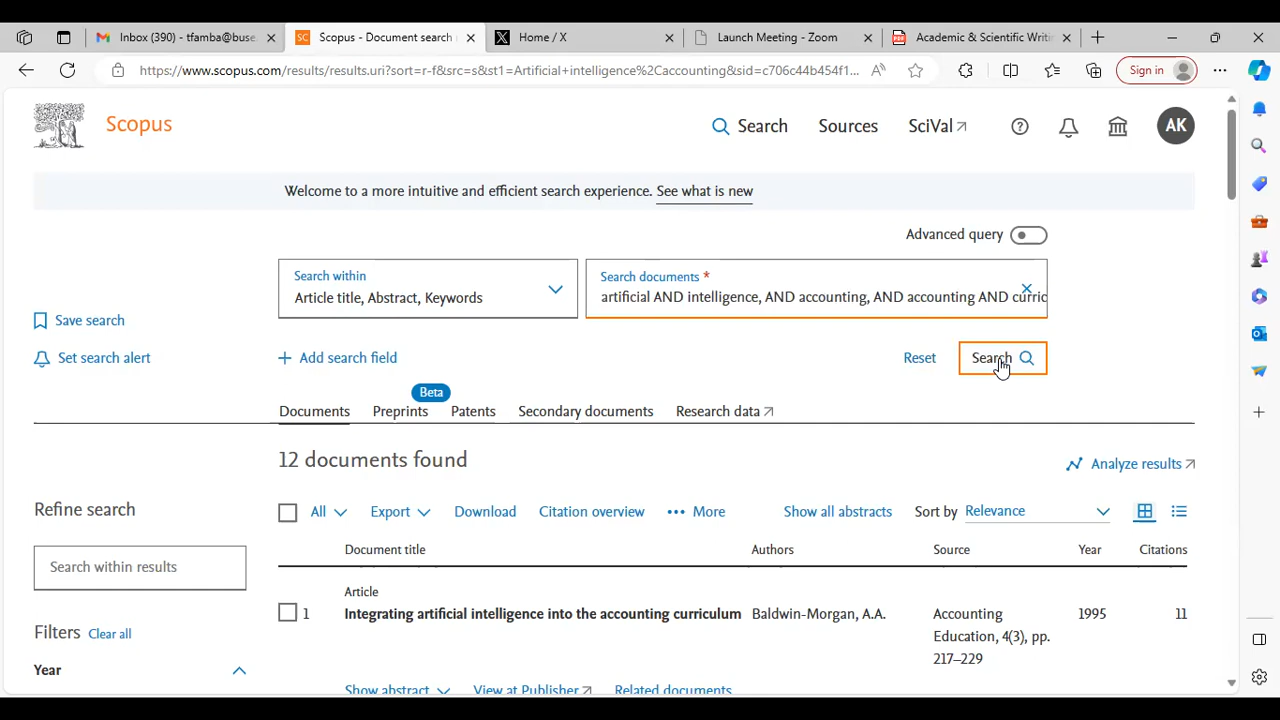 Inbox (390) - tfamba@buse.
Scopus - Document search
Home / X
Launch Meeting - Zoom
Academic & Scientific Writi
https://www.scopus.com/results/results.uri?sort=r-f&src=s&st1=Artificial+intelligence%2Caccounting&sid=c706c44b454f1...
Sign in
Scopus
Search
Sources
SciVal
AK
Welcome to a more intuitive and efficient search experience. See what is new
Advanced query
Search within
Article title, Abstract, Keywords
Search documents *
artificial AND intelligence, AND accounting, AND accounting AND curric
Save search
Set search alert
Add search field
Reset
Search
Beta
Documents
Preprints
Patents
Secondary documents
Research data
12 documents found
Analyze results
Refine search
All
Export
Download
Citation overview
More
Show all abstracts
Sort by Relevance
Search within results
Document title
Authors
Source
Year
Citations
Article
1
Integrating artificial intelligence into the accounting curriculum
Baldwin-Morgan, A.A.
Accounting
Education, 4(3), pp.
217–229
1995
11
Filters Clear all
Year
Show abstract
View at Publisher
Related documents